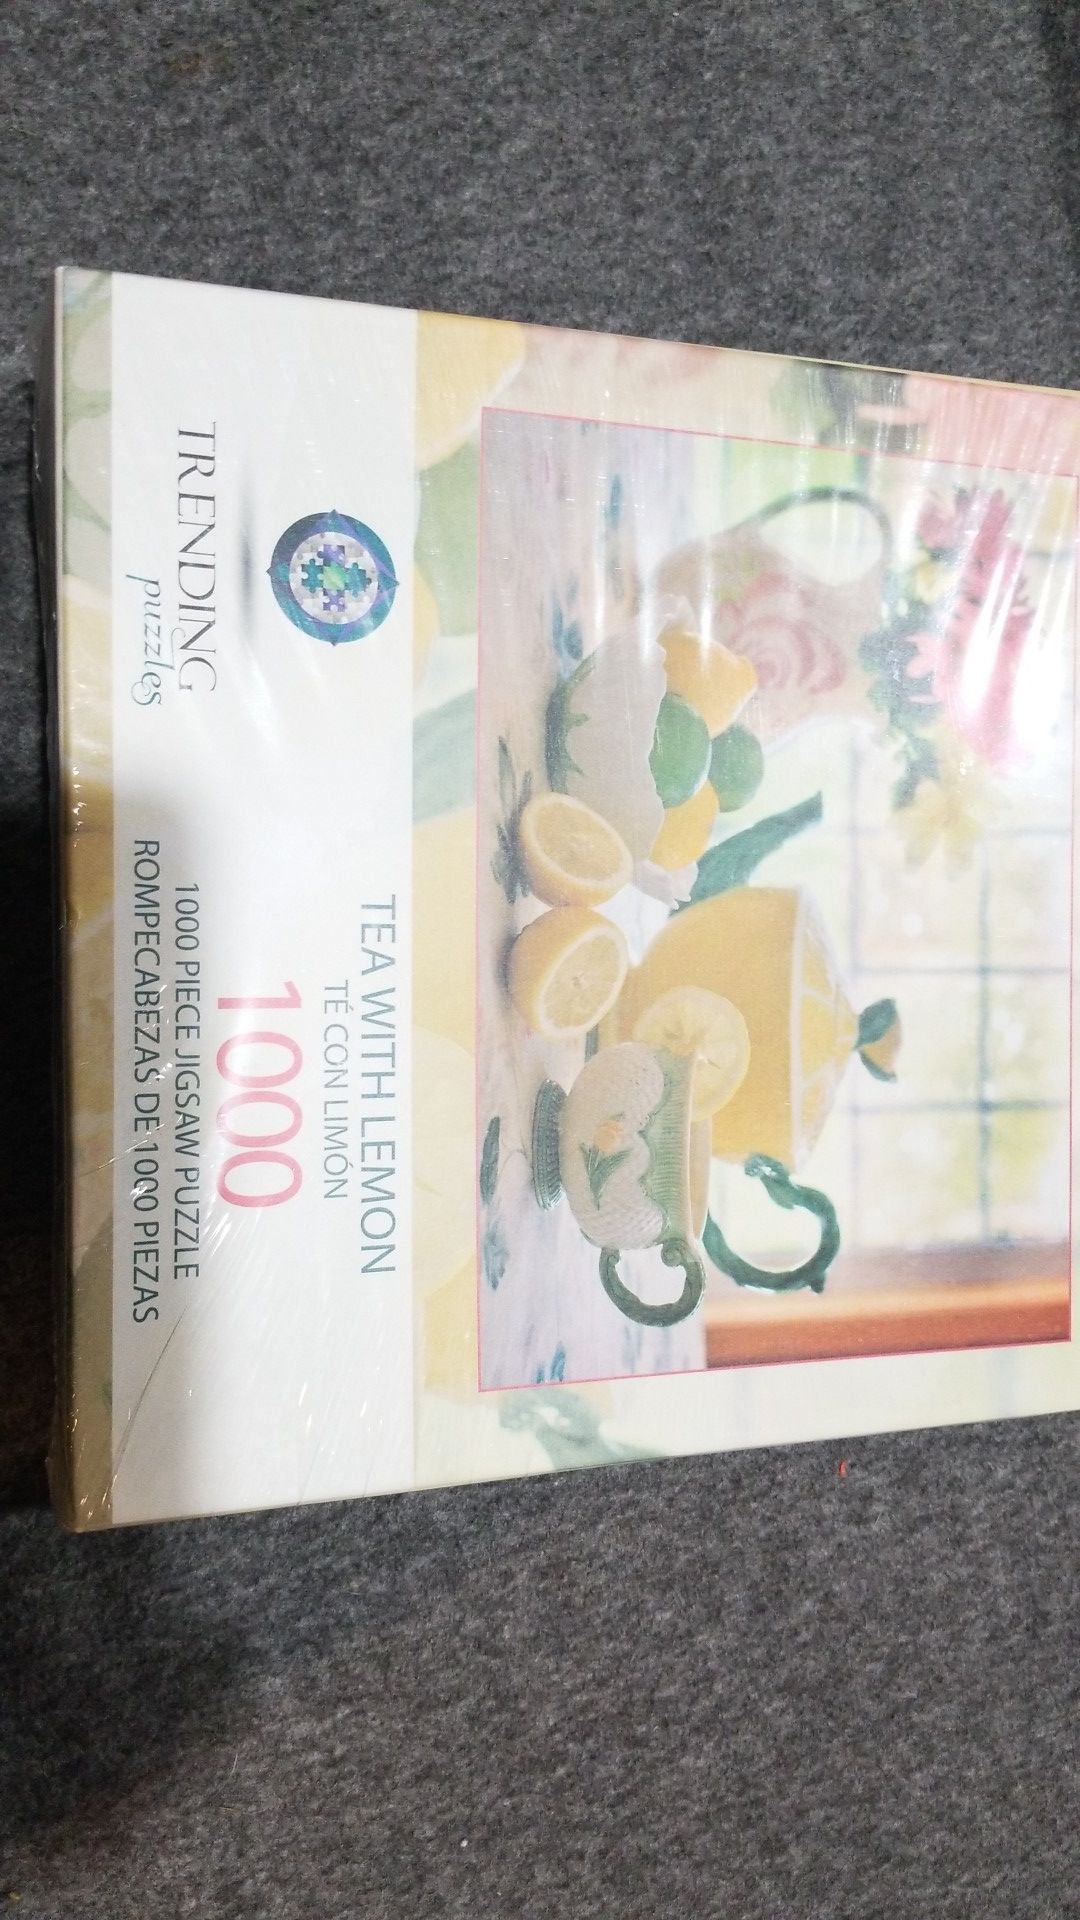 TRENDING
puzzles
TEA WITH LEMON
TÉ CON LIMÓN
1000
1000 PIECE JIGSAW PUZZLE
ROMPECABEZAS DE 1000 PIEZAS